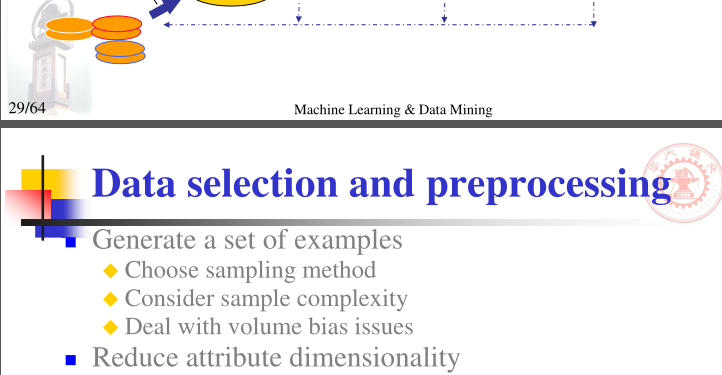 29/64
Machine Learning & Data Mining
Data selection and preprocessing
Generate a set of examples
Choose sampling method
Consider sample complexity
Deal with volume bias issues
Reduce attribute dimensionality